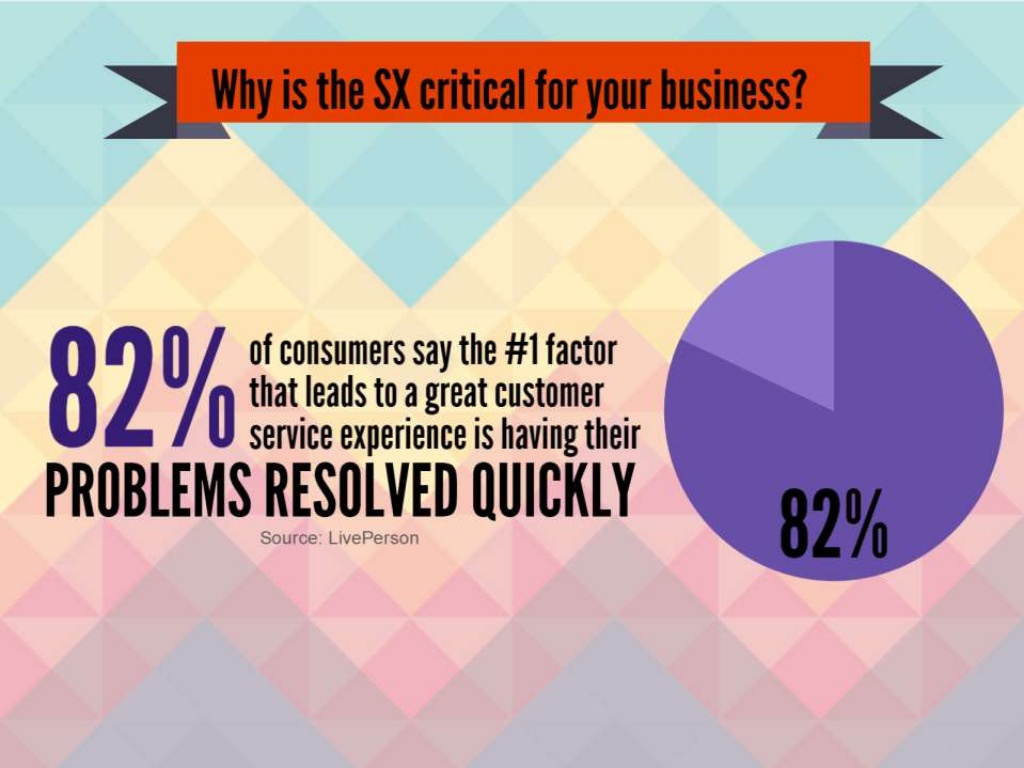 Why is the SX critical for your business?
82%
of consumers say the #1 factor
that leads to a great customer
service experience is having their
PROBLEMS RESOLVED QUICKLY
Source: LivePerson
82%